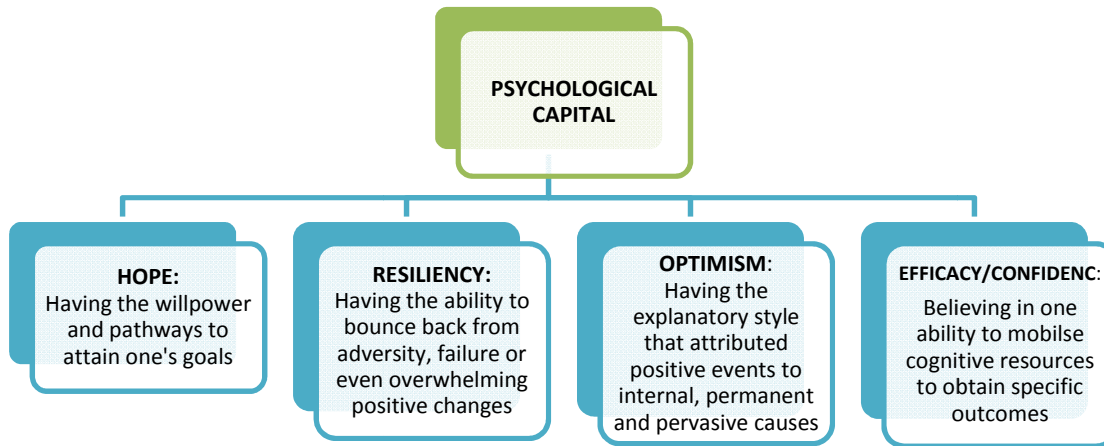 PSYCHOLOGICAL
CAPITAL
HOPE:
Having the willpower
and pathways to
attain one's goals
RESILIENCY:
Having the ability to
bounce back from
adversity, failure or
even overwhelming
positive changes
OPTIMISM:
Having the
explanatory style
that attributed
positive events to
internal, permanent
and pervasive causes
EFFICACY/CONFIDENC:
Believing in one
ability to mobilse
cognitive resources
to obtain specific
outcomes